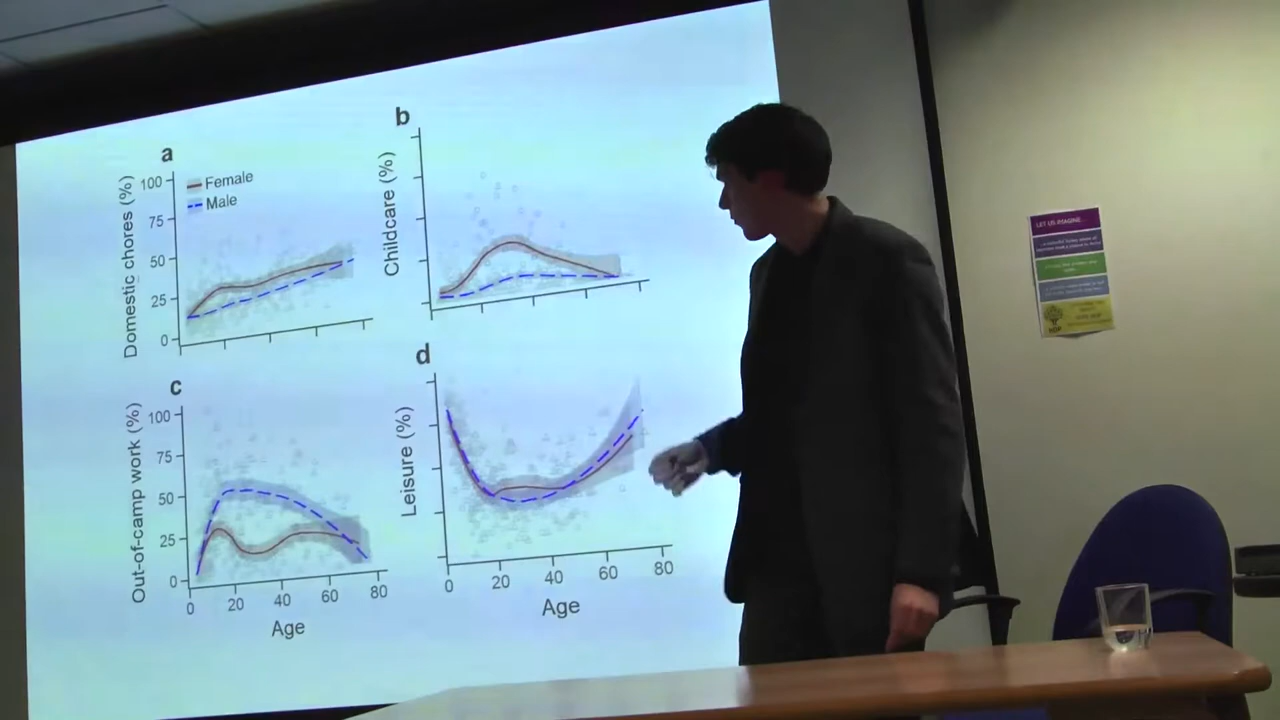 a
Domestic chores (%)
100
75
50
25
0
Female
Male
b
Childcare (%)
c
Out-of-camp work (%)
100
75
50
25
0
0 20 40 60 80
Age
d
Leisure (%)
0 20 40 60 80
Age
LET US IMAGINE...